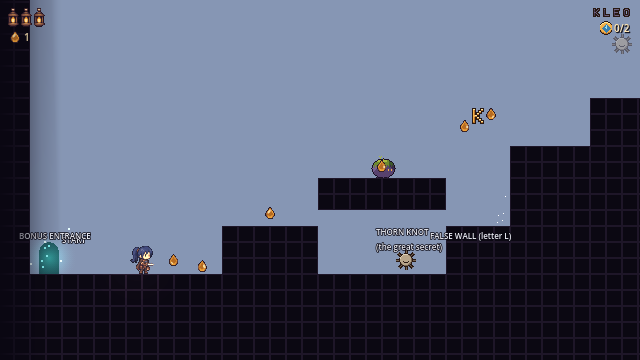 KLEO
1
0/2
K
BONUS ENTRANCE
START
THORN KNOT
(the great secret)
FALSE WALL (letter L)